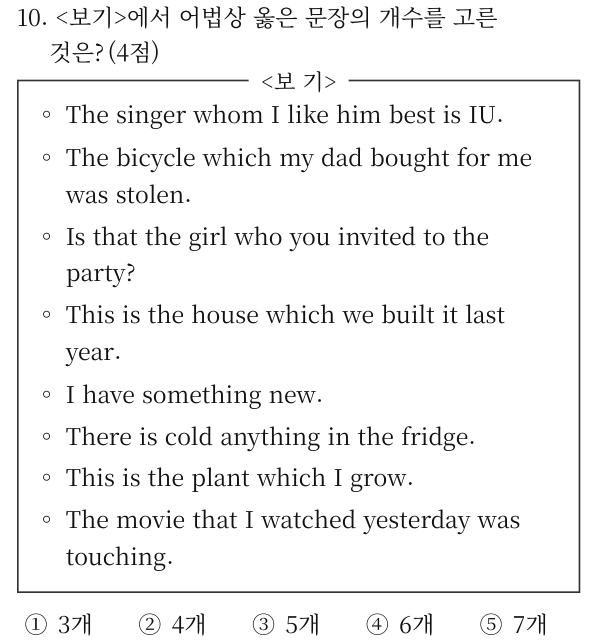 10. <보기>에서 어법상 옳은 문장의 개수를 고른
것은?(4점)
<보 기>
◦ The singer whom I like him best is IU.
◦ The bicycle which my dad bought for me
was stolen.
◦ Is that the girl who you invited to the
party?
◦ This is the house which we built it last
year.
◦ I have something new.
◦ There is cold anything in the fridge.
◦ This is the plant which I grow.
◦ The movie that I watched yesterday was
touching.
① 3개 ② 4개 ③ 5개 ④ 6개 ⑤ 7개